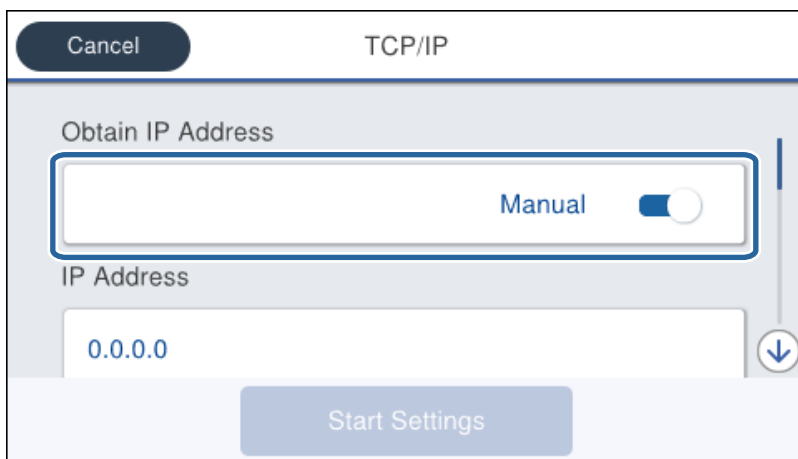 Cancel
TCP/IP
Obtain IP Address
Manual
IP Address
0.0.0.0
Start Settings